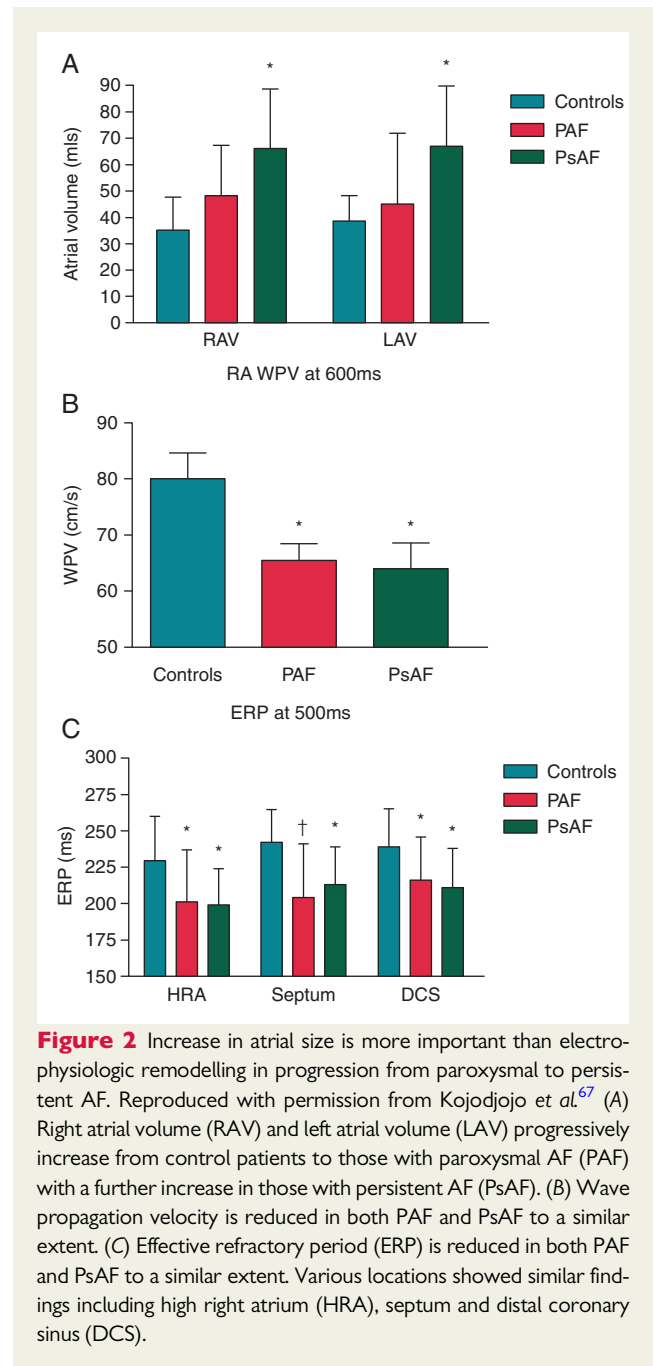 A
90
80
70
60
50
40
30
20
10
0
Atrial volume (mls)
*
*
Controls
PAF
PsAF
RAV
LAV
RA WPV at 600ms
B
90
80
70
60
50
WPV (cm/s)
*
*
Controls
PAF
PsAF
ERP at 500ms
C
300
275
250
225
200
175
150
ERP (ms)
*
*
†
*
*
*
Controls
PAF
PsAF
HRA
Septum
DCS
Figure 2 Increase in atrial size is more important than electro-
physiologic remodelling in progression from paroxysmal to persis-
tent AF. Reproduced with permission from Kojodjojo et al.67 (A)
Right atrial volume (RAV) and left atrial volume (LAV) progressively
increase from control patients to those with paroxysmal AF (PAF)
with a further increase in those with persistent AF (PsAF). (B) Wave
propagation velocity is reduced in both PAF and PsAF to a similar
extent. (C) Effective refractory period (ERP) is reduced in both PAF
and PsAF to a similar extent. Various locations showed similar find-
ings including high right atrium (HRA), septum and distal coronary
sinus (DCS).